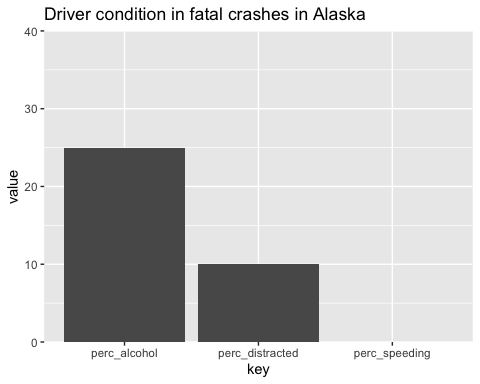 Driver condition in fatal crashes in Alaska
40
30
20
10
0
value
perc_alcohol perc_distracted perc_speeding
key